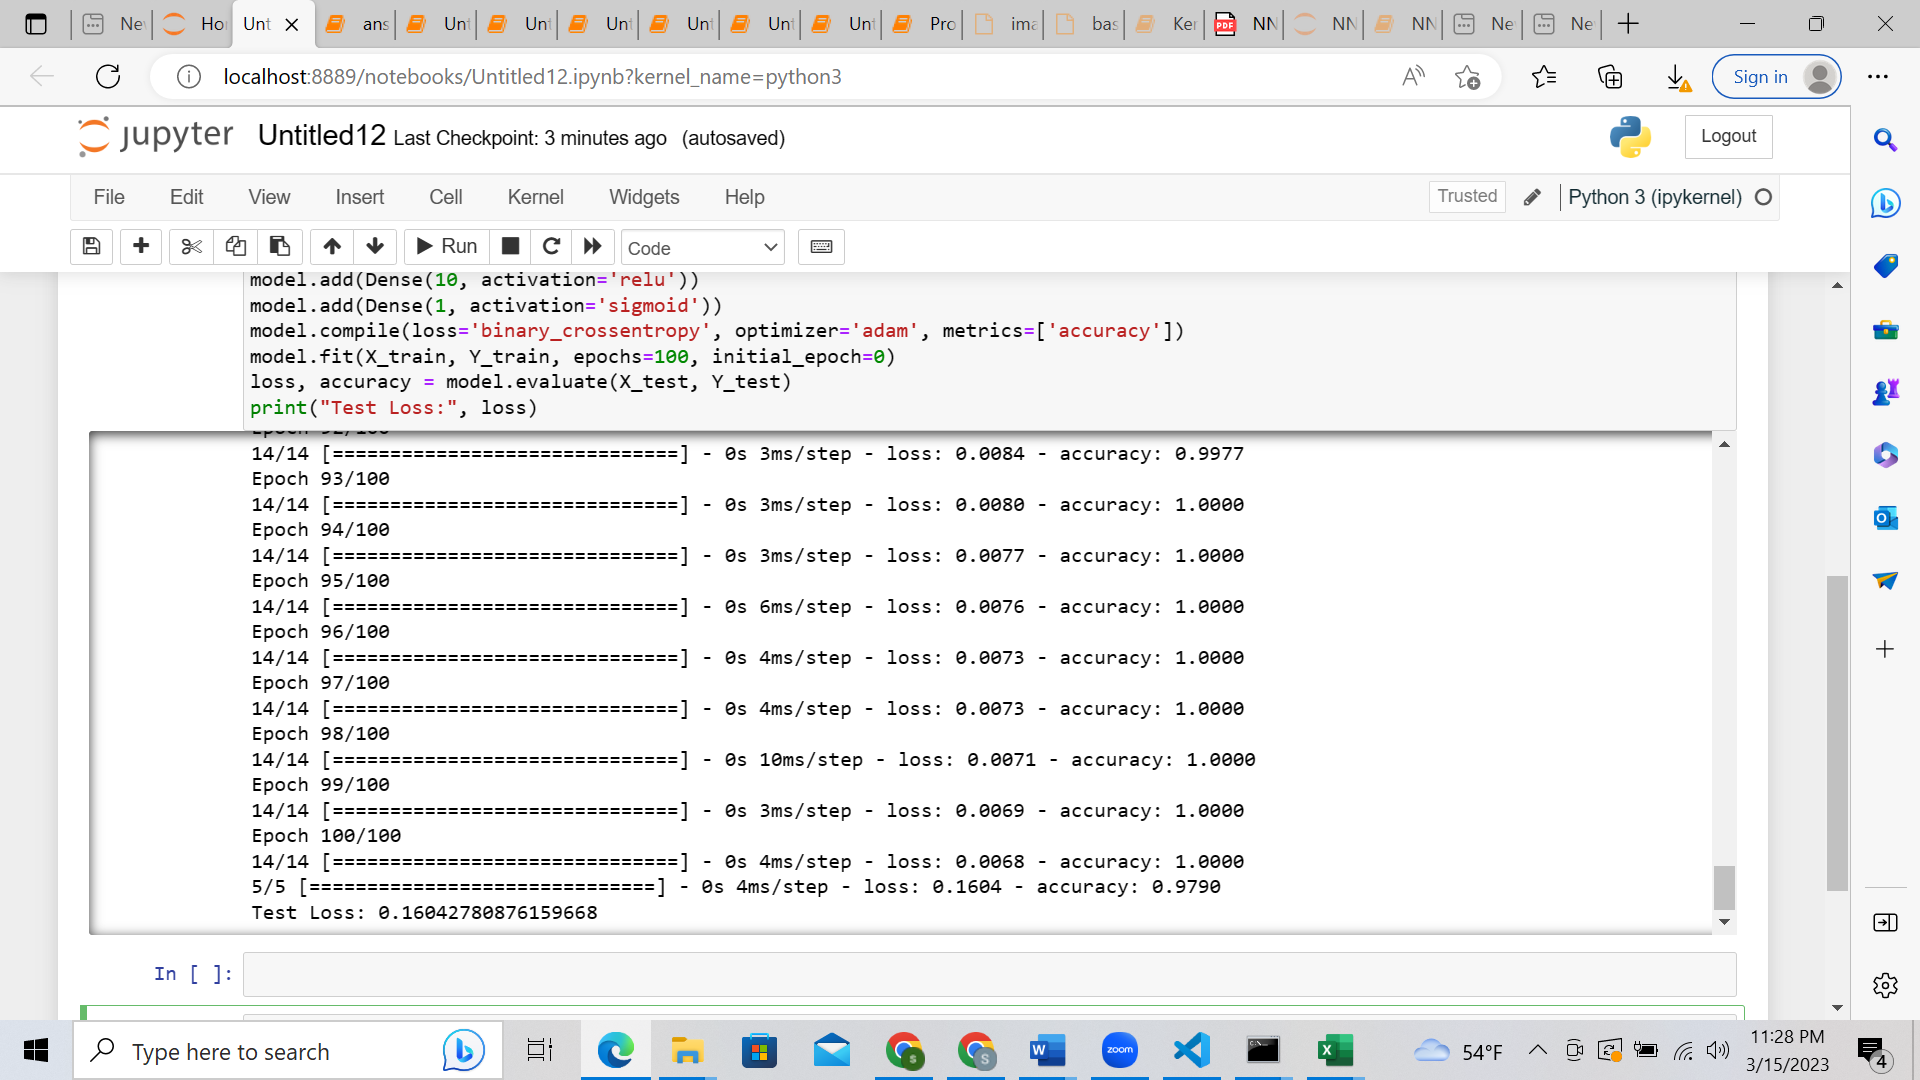 Ne
Ho
Unt
ans
Unt
Unt
Unt
Unt
Unt
Unt
Pro
ima
bas
Ker
NN
NN
NN
Ne
Ne
localhost:8889/notebooks/Untitled12.ipynb?kernel_name=python3
Sign in
jupyter Untitled12 Last Checkpoint: 3 minutes ago (autosaved)
Logout
File Edit View Insert Cell Kernel Widgets Help
Trusted Python 3 (ipykernel)
Run Code
model.add(Dense(10, activation='relu'))
model.add(Dense(1, activation='sigmoid'))
model.compile(loss='binary_crossentropy', optimizer='adam', metrics=['accuracy'])
model.fit(X_train, Y_train, epochs=100, initial_epoch=0)
loss, accuracy = model.evaluate(X_test, Y_test)
print("Test Loss:", loss)
Epoch 92/100
14/14 [==============================] - 0s 3ms/step - loss: 0.0084 - accuracy: 0.9977
Epoch 93/100
14/14 [==============================] - 0s 3ms/step - loss: 0.0080 - accuracy: 1.0000
Epoch 94/100
14/14 [==============================] - 0s 3ms/step - loss: 0.0077 - accuracy: 1.0000
Epoch 95/100
14/14 [==============================] - 0s 6ms/step - loss: 0.0076 - accuracy: 1.0000
Epoch 96/100
14/14 [==============================] - 0s 4ms/step - loss: 0.0073 - accuracy: 1.0000
Epoch 97/100
14/14 [==============================] - 0s 4ms/step - loss: 0.0073 - accuracy: 1.0000
Epoch 98/100
14/14 [==============================] - 0s 10ms/step - loss: 0.0071 - accuracy: 1.0000
Epoch 99/100
14/14 [==============================] - 0s 3ms/step - loss: 0.0069 - accuracy: 1.0000
Epoch 100/100
14/14 [==============================] - 0s 4ms/step - loss: 0.0068 - accuracy: 1.0000
5/5 [==============================] - 0s 4ms/step - loss: 0.1604 - accuracy: 0.9790
Test Loss: 0.16042780876159668
In [ ]:
Type here to search
zoom
54°F
11:28 PM
3/15/2023
4